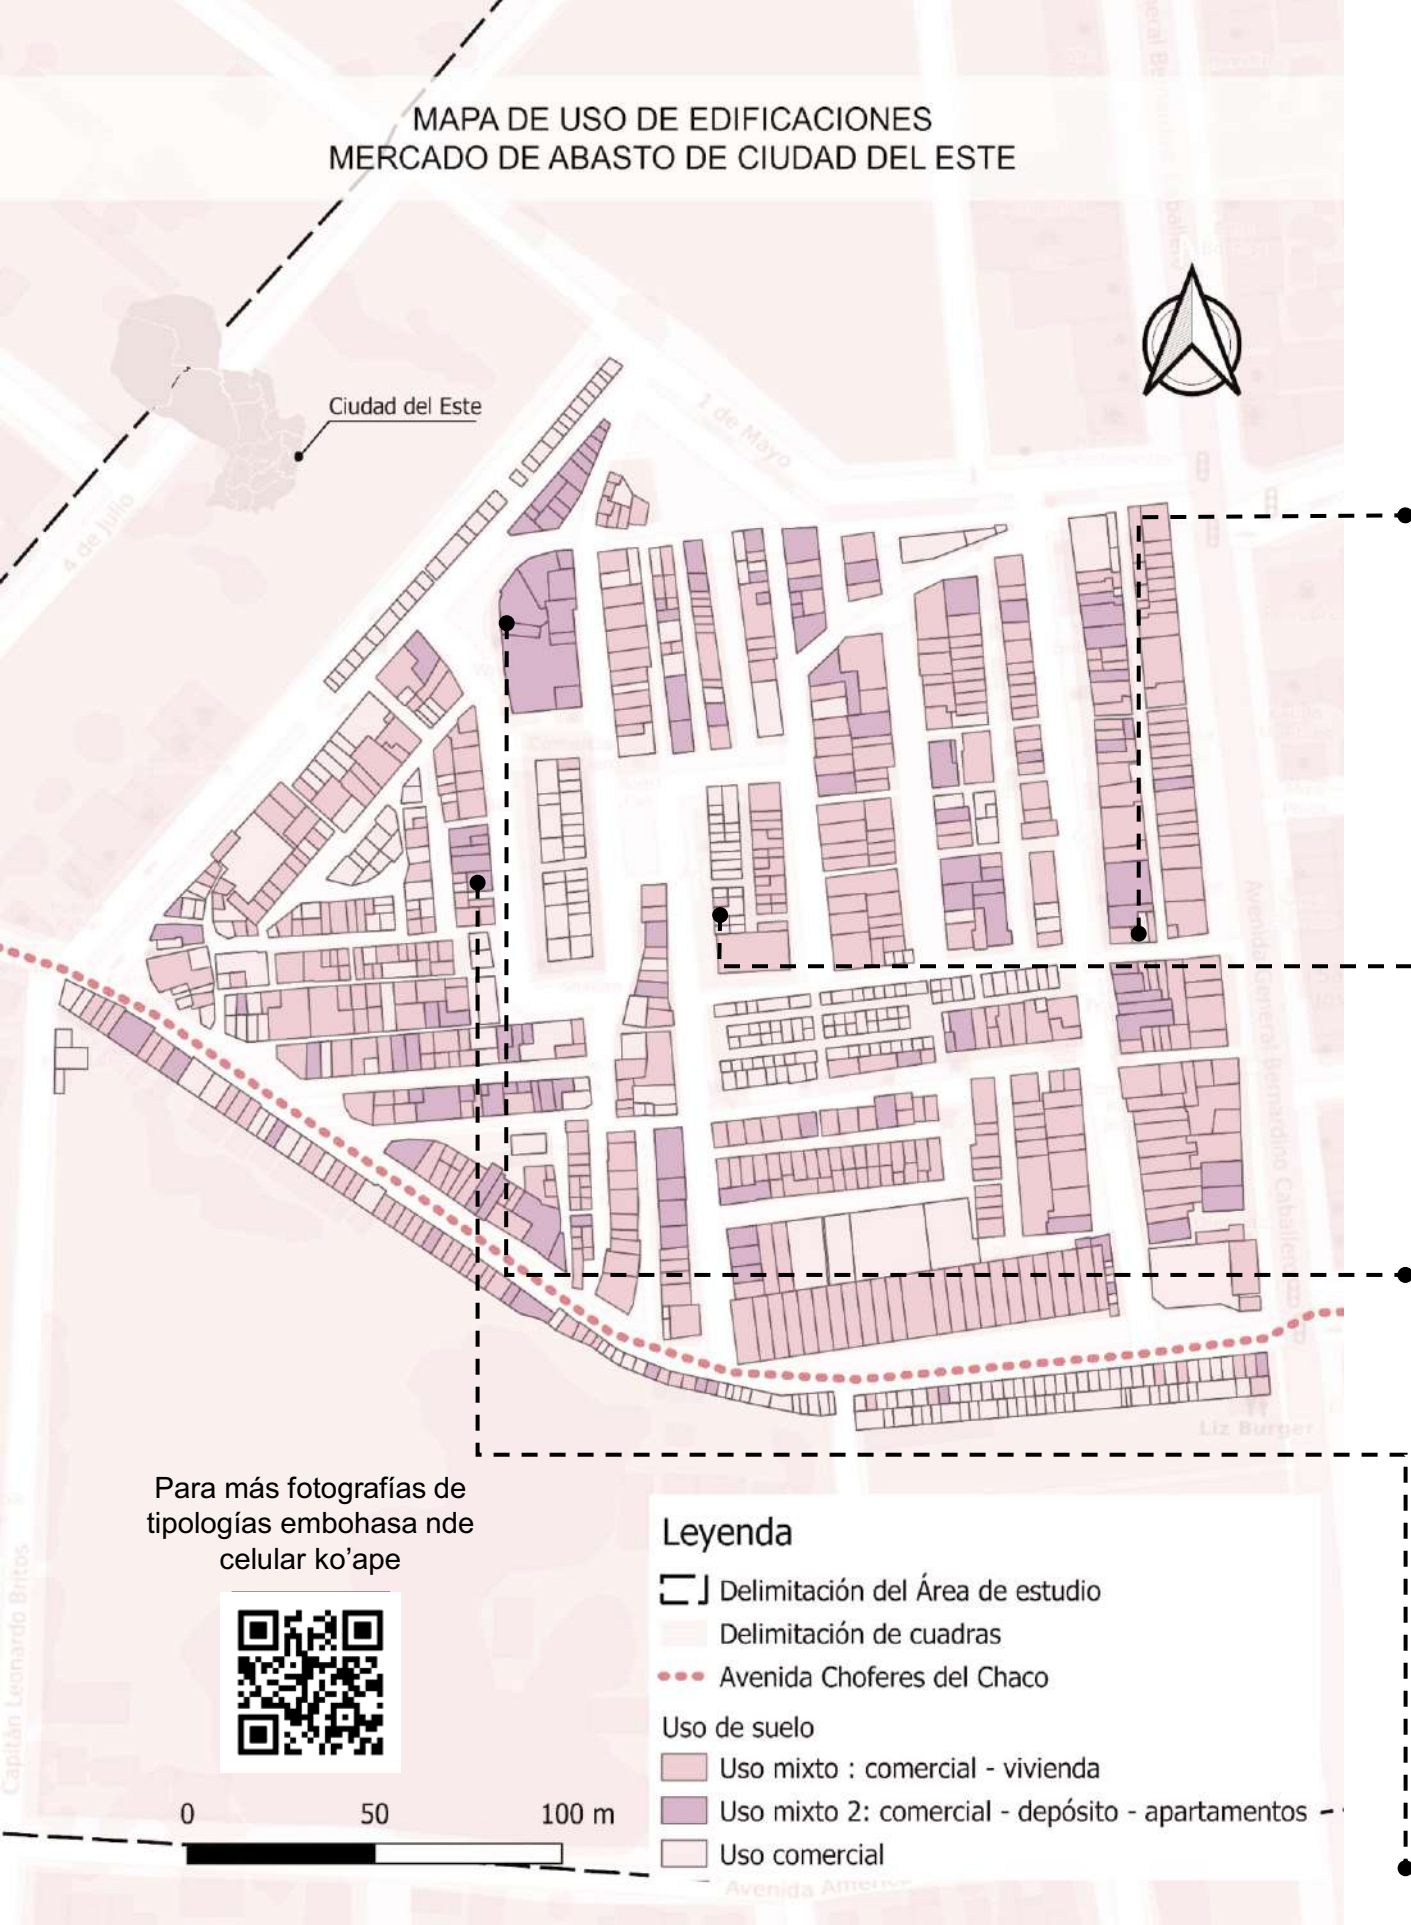 MAPA DE USO DE EDIFICACIONES
MERCADO DE ABASTO DE CIUDAD DEL ESTE
Ciudad del Este
1 de Mayo
4 de Julio
Avenida General Bernardino Caballero
Liz Burger
Capitán Leonardo Britos
Para más fotografías de
tipologías embohasa nde
celular ko’ape
0 50 100 m
Leyenda
Delimitación del Área de estudio
Delimitación de cuadras
Avenida Choferes del Chaco
Uso de suelo
Uso mixto : comercial - vivienda
Uso mixto 2: comercial - depósito - apartamentos
Uso comercial